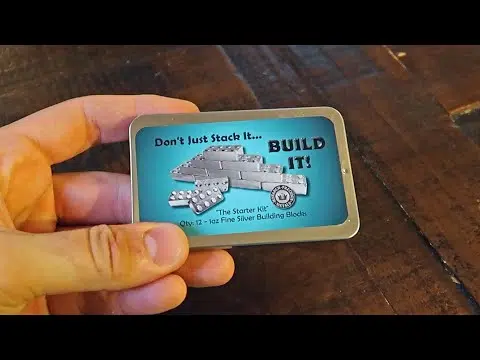 Don't Just Stack It...
BUILD
IT!
"The Starter Kit"
Qty: 12 - 1oz Fine Silver Building Blocks